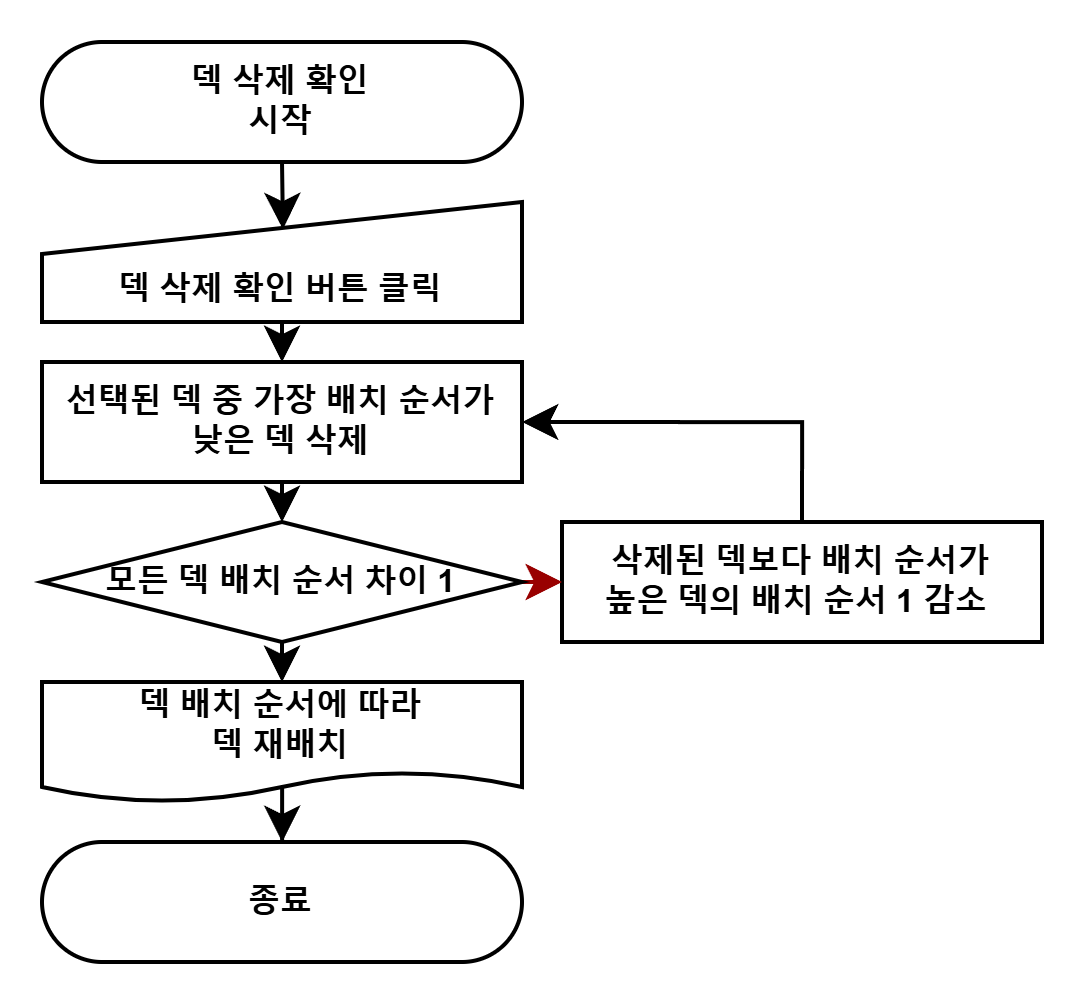 덱 삭제 확인
시작
덱 삭제 확인 버튼 클릭
선택된 덱 중 가장 배치 순서가
낮은 덱 삭제
모든 덱 배치 순서 차이 1
삭제된 덱보다 배치 순서가
높은 덱의 배치 순서 1 감소
덱 배치 순서에 따라
덱 재배치
종료